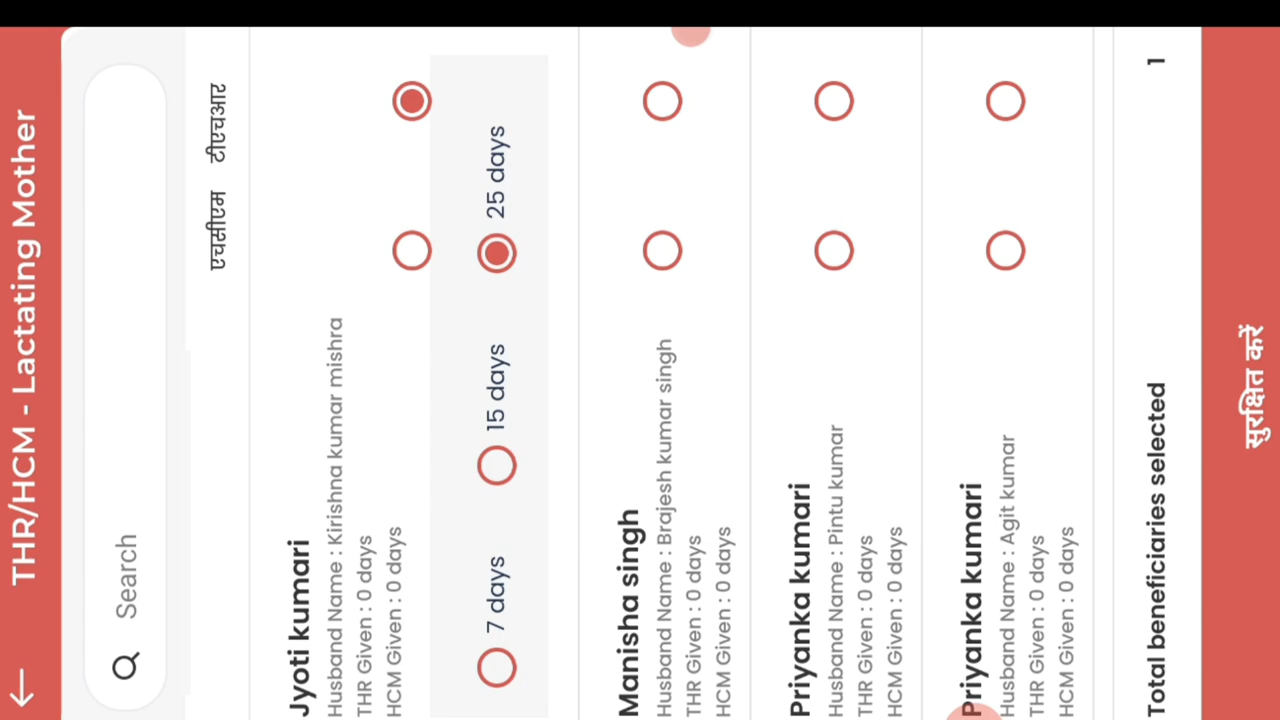 THR/HCM - Lactating Mother
Search
एचसीएम टीएचआर
Jyoti kumari
Husband Name : Kirishna kumar mishra
THR Given : 0 days
HCM Given : 0 days
7 days 15 days 25 days
Manisha singh
Husband Name : Brajesh kumar singh
THR Given : 0 days
HCM Given : 0 days
Priyanka kumari
Husband Name : Pintu kumar
THR Given : 0 days
HCM Given : 0 days
Priyanka kumari
Husband Name : Agit kumar
THR Given : 0 days
HCM Given : 0 days
Total beneficiaries selected 1
सुरक्षित करें